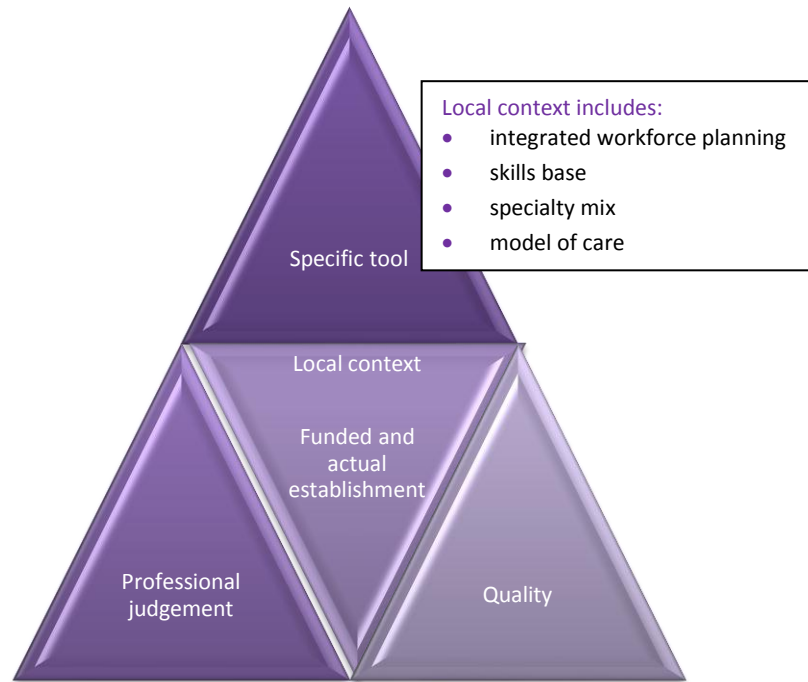 Local context includes:
• integrated workforce planning
• skills base
• specialty mix
• model of care
Specific tool
Local context
Funded and
actual
establishment
Professional
judgement
Quality